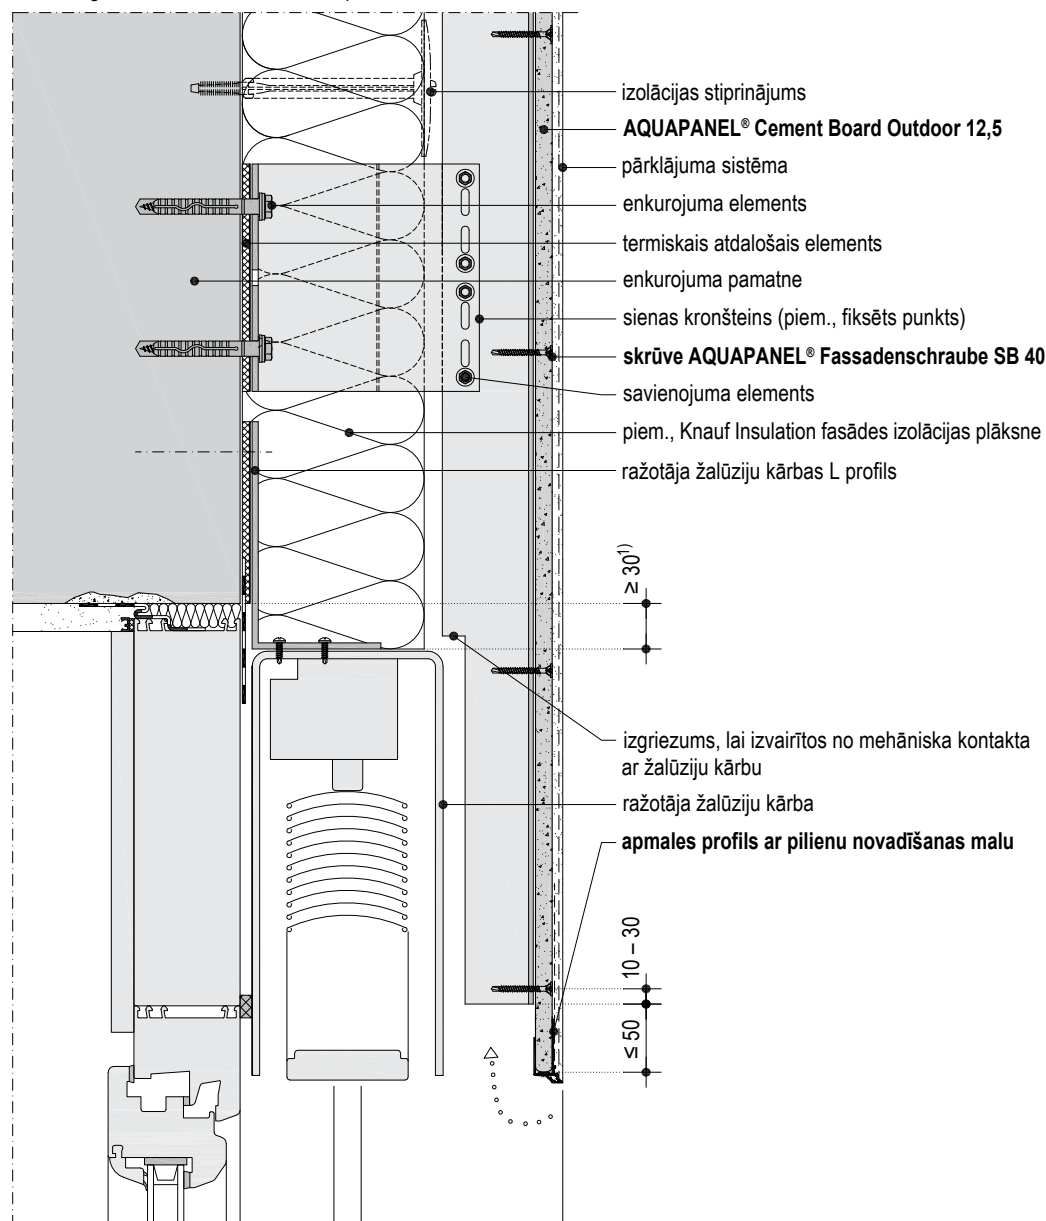 izolācijas stiprinājums
AQUAPANEL® Cement Board Outdoor 12,5
pārklājuma sistēma
enkurojuma elements
termiskais atdalošais elements
enkurojuma pamatne
sienas kronšteins (piem., fiksēts punkts)
skrūve AQUAPANEL® Fassadenschraube SB 40
savienojuma elements
piem., Knauf Insulation fasādes izolācijas plāksne
ražotāja žalūziju kārbas L profils
≥ 30¹⁾
izgriezums, lai izvairītos no mehāniska kontakta
ar žalūziju kārbu
ražotāja žalūziju kārba
apmales profils ar pilienu novadīšanas malu
10 – 30
≤ 50